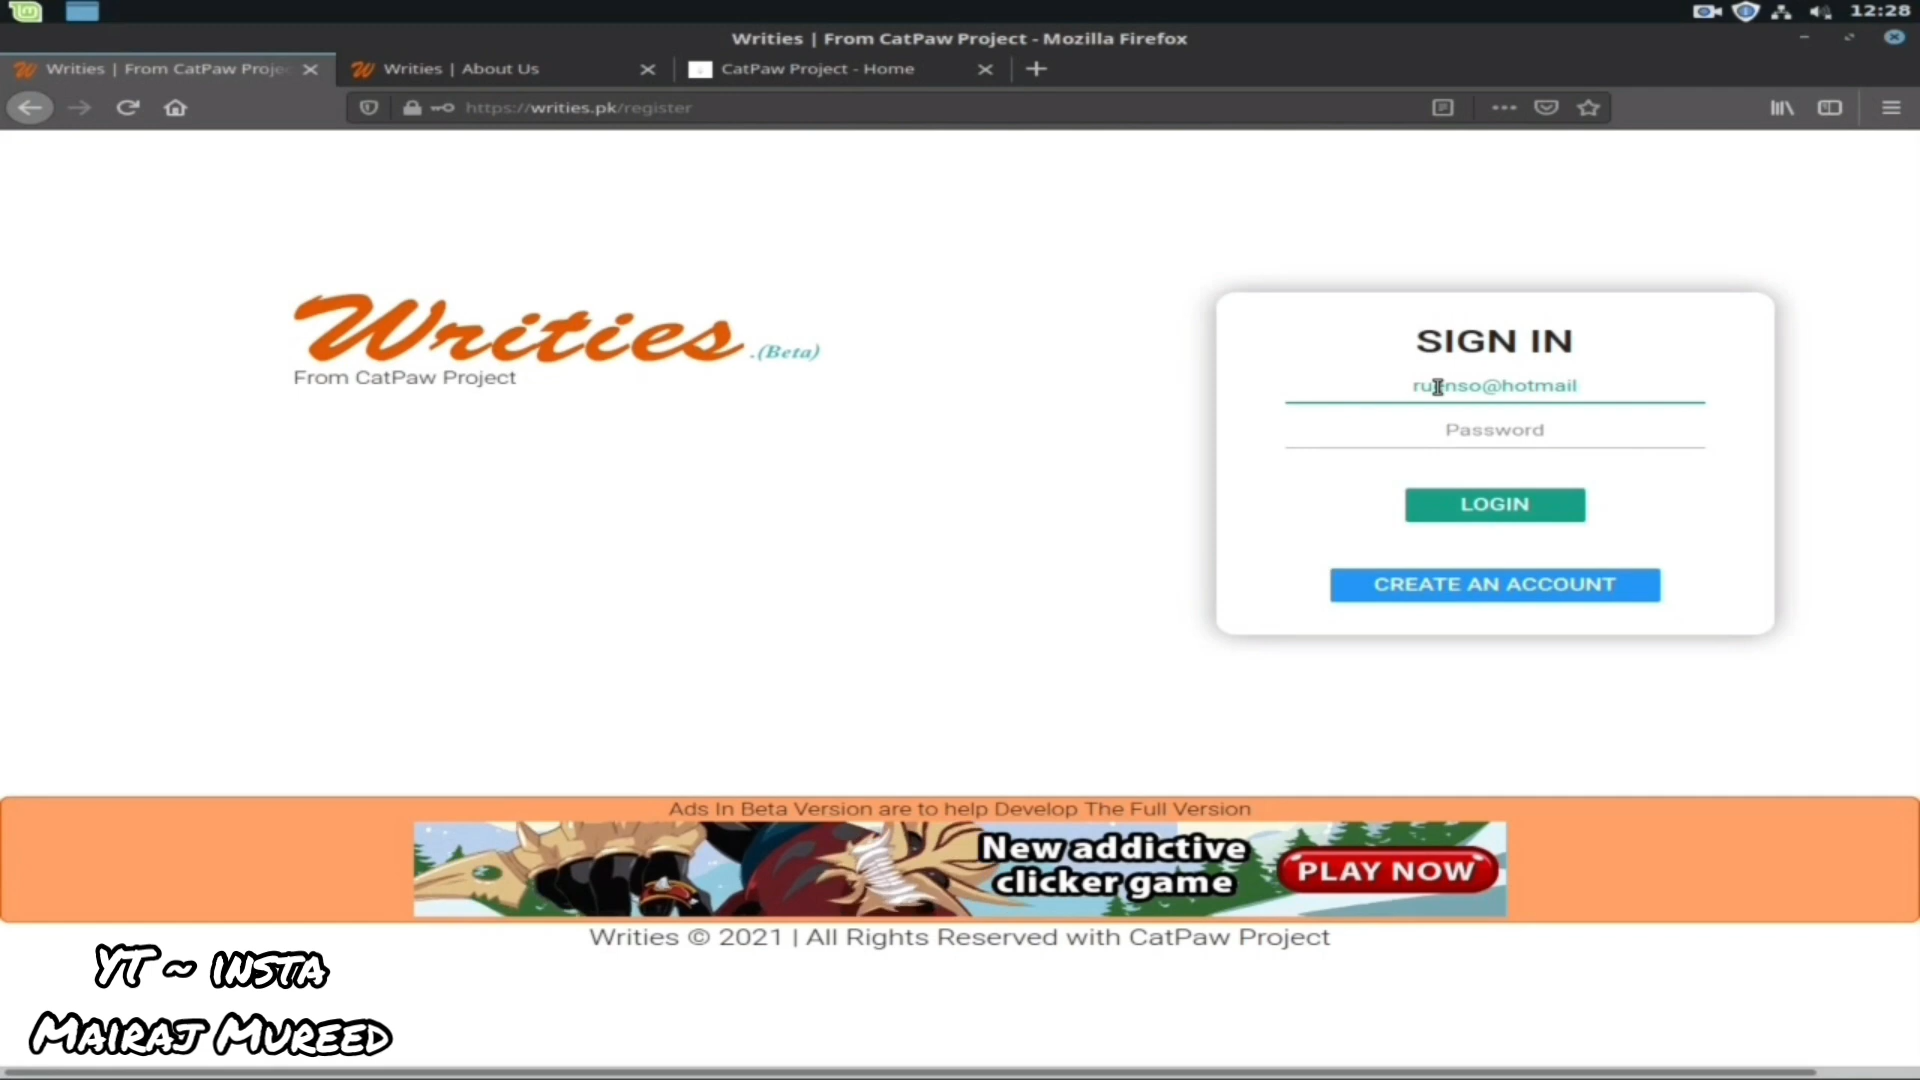 12:28
Writies | From CatPaw Project - Mozilla Firefox
Writies | From CatPaw Proje
Writies | About Us
CatPaw Project - Home
https://writies.pk/register
Writies .(Beta)
From CatPaw Project
SIGN IN
Password
LOGIN
CREATE AN ACCOUNT
Ads In Beta Version are to help Develop The Full Version
New addictive
clicker game
PLAY NOW
Writies © 2021 | All Rights Reserved with CatPaw Project
YT ~ insta
Mairaj Mureed